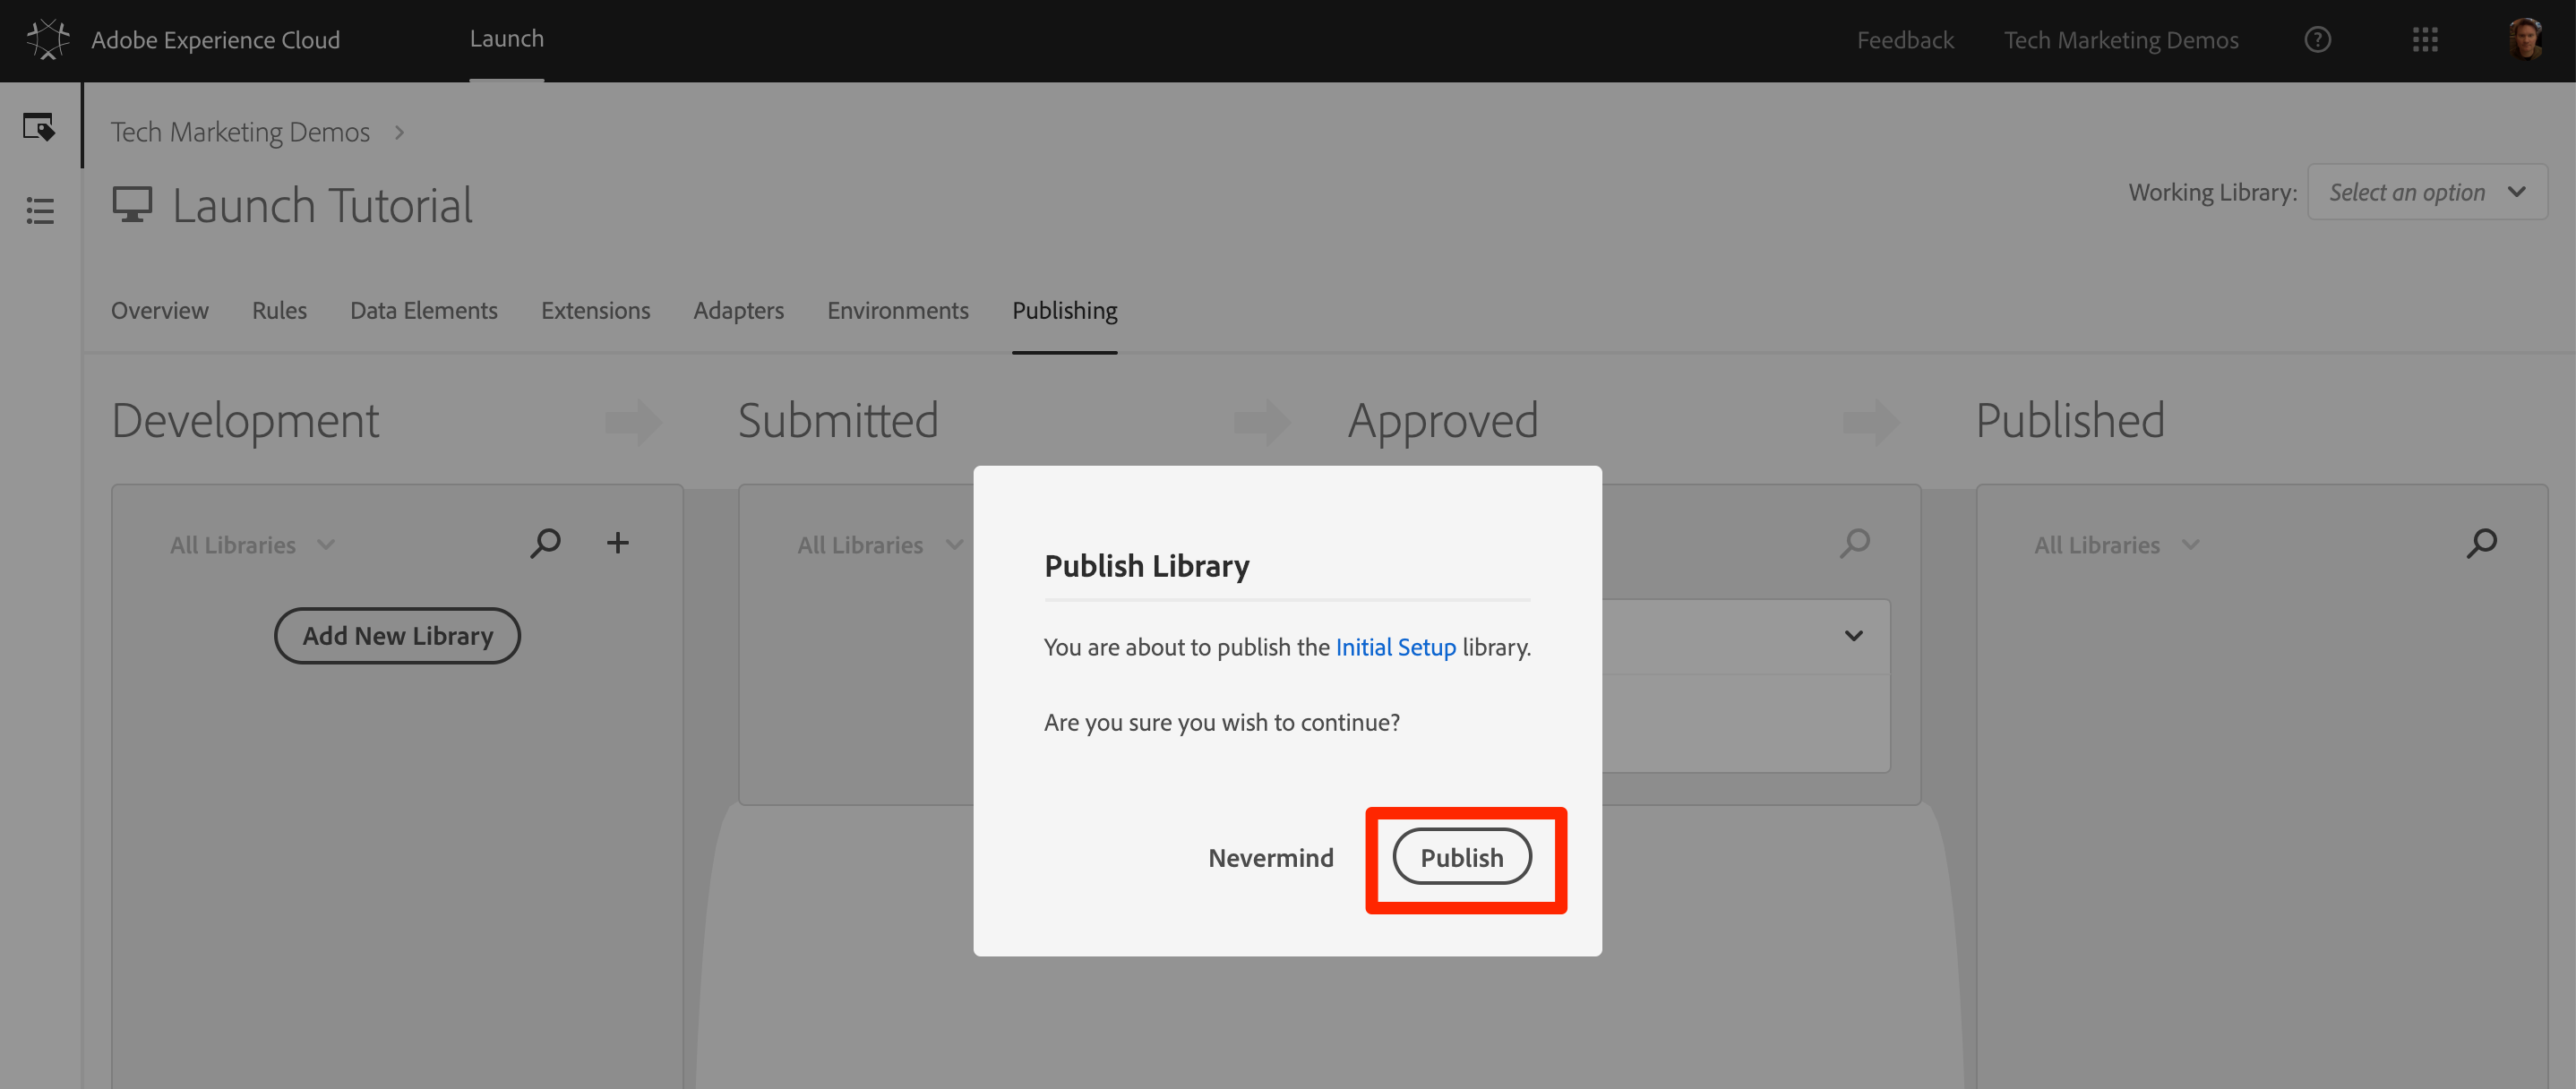 Adobe Experience Cloud
Launch
Feedback
Tech Marketing Demos
Tech Marketing Demos
Launch Tutorial
Working Library:
Select an option
Overview
Rules
Data Elements
Extensions
Adapters
Environments
Publishing
Development
Submitted
Approved
Published
All Libraries
All Libraries
All Libraries
Add New Library
Publish Library
You are about to publish the Initial Setup library.
Are you sure you wish to continue?
Nevermind
Publish